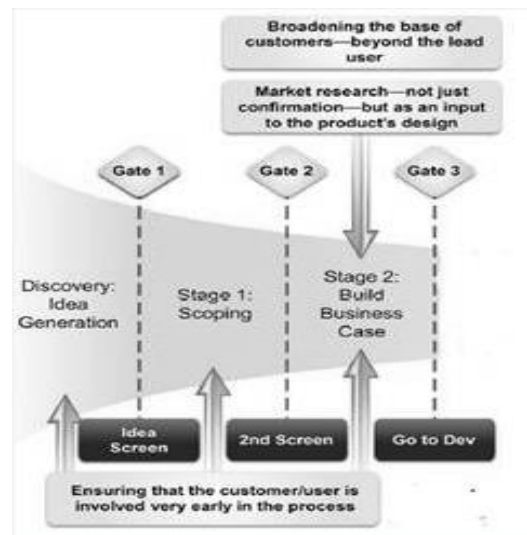 Broadening the base of
customers—beyond the lead
user
Market research—not just
confirmation—but as an input
to the product's design
Gate 1
Gate 2
Gate 3
Discovery:
Idea
Generation
Stage 1:
Scoping
Stage 2:
Build
Business
Case
Idea
Screen
2nd Screen
Go to Dev
Ensuring that the customer/user is
involved very early in the process